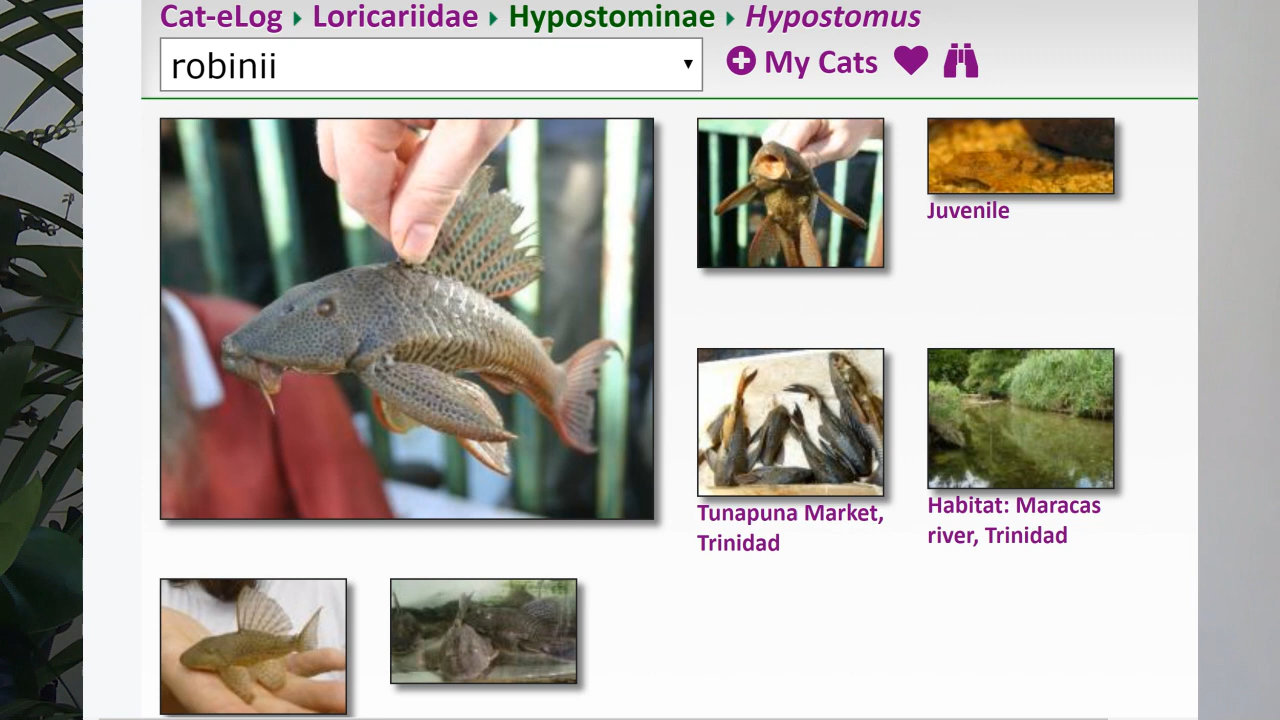 Cat-eLog Loricariidae Hypostominae Hypostomus
robinii
My Cats
Juvenile
Tunapuna Market,
Trinidad
Habitat: Maracas
river, Trinidad